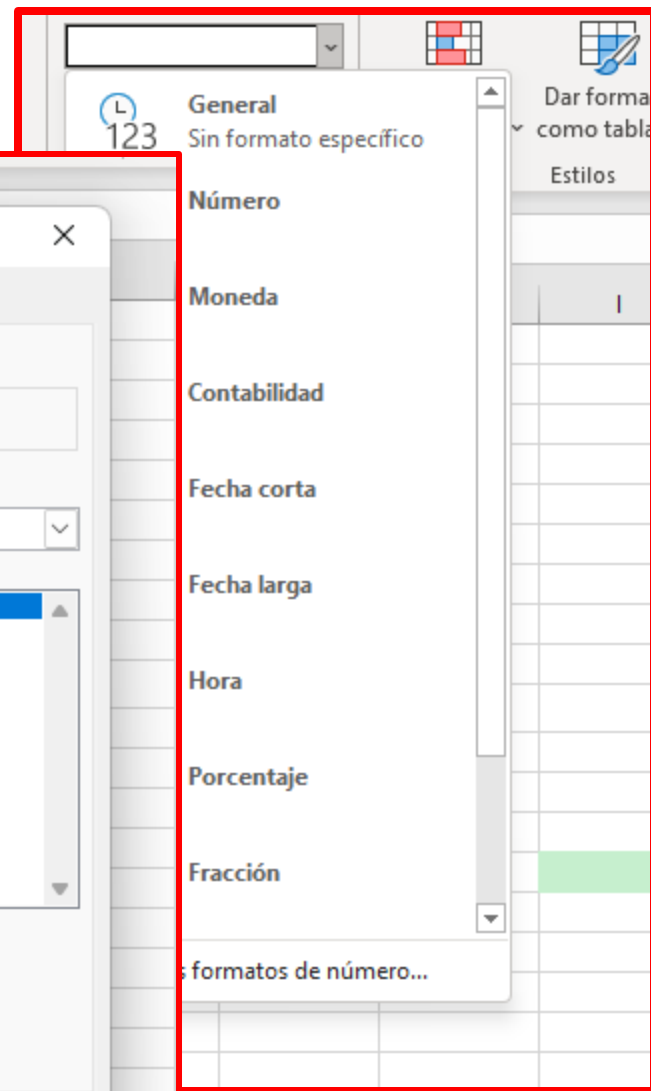 General
123
Sin formato específico
Número
Moneda
Contabilidad
Fecha corta
Fecha larga
Hora
Porcentaje
Fracción
formatos de número...
Dar forma
como tabla
Estilos
I